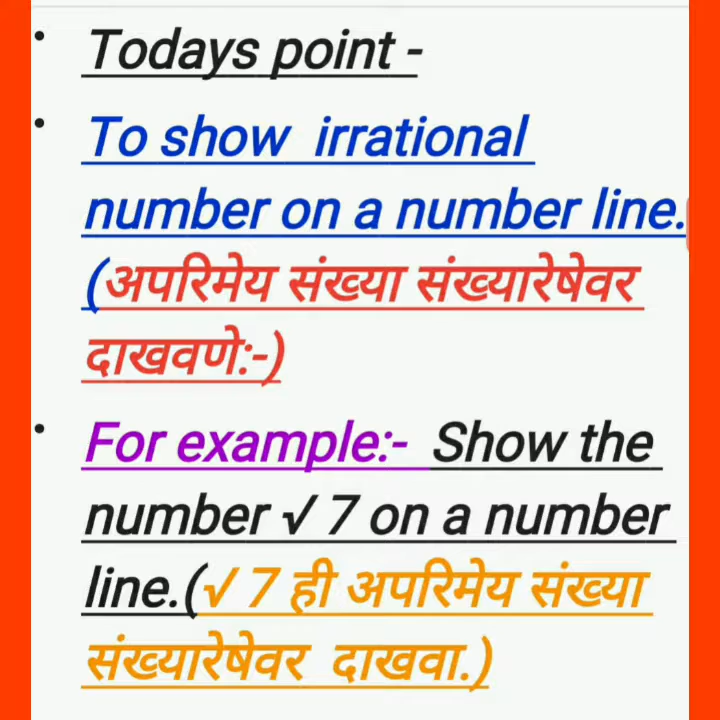 Todays point -
To show irrational
number on a number line.
(अपरिमेय संख्या संख्यारेषेवर
दाखवणे:-)
For example:- Show the
number √ 7 on a number
line.(√ 7 ही अपरिमेय संख्या
संख्यारेषेवर दाखवा.)